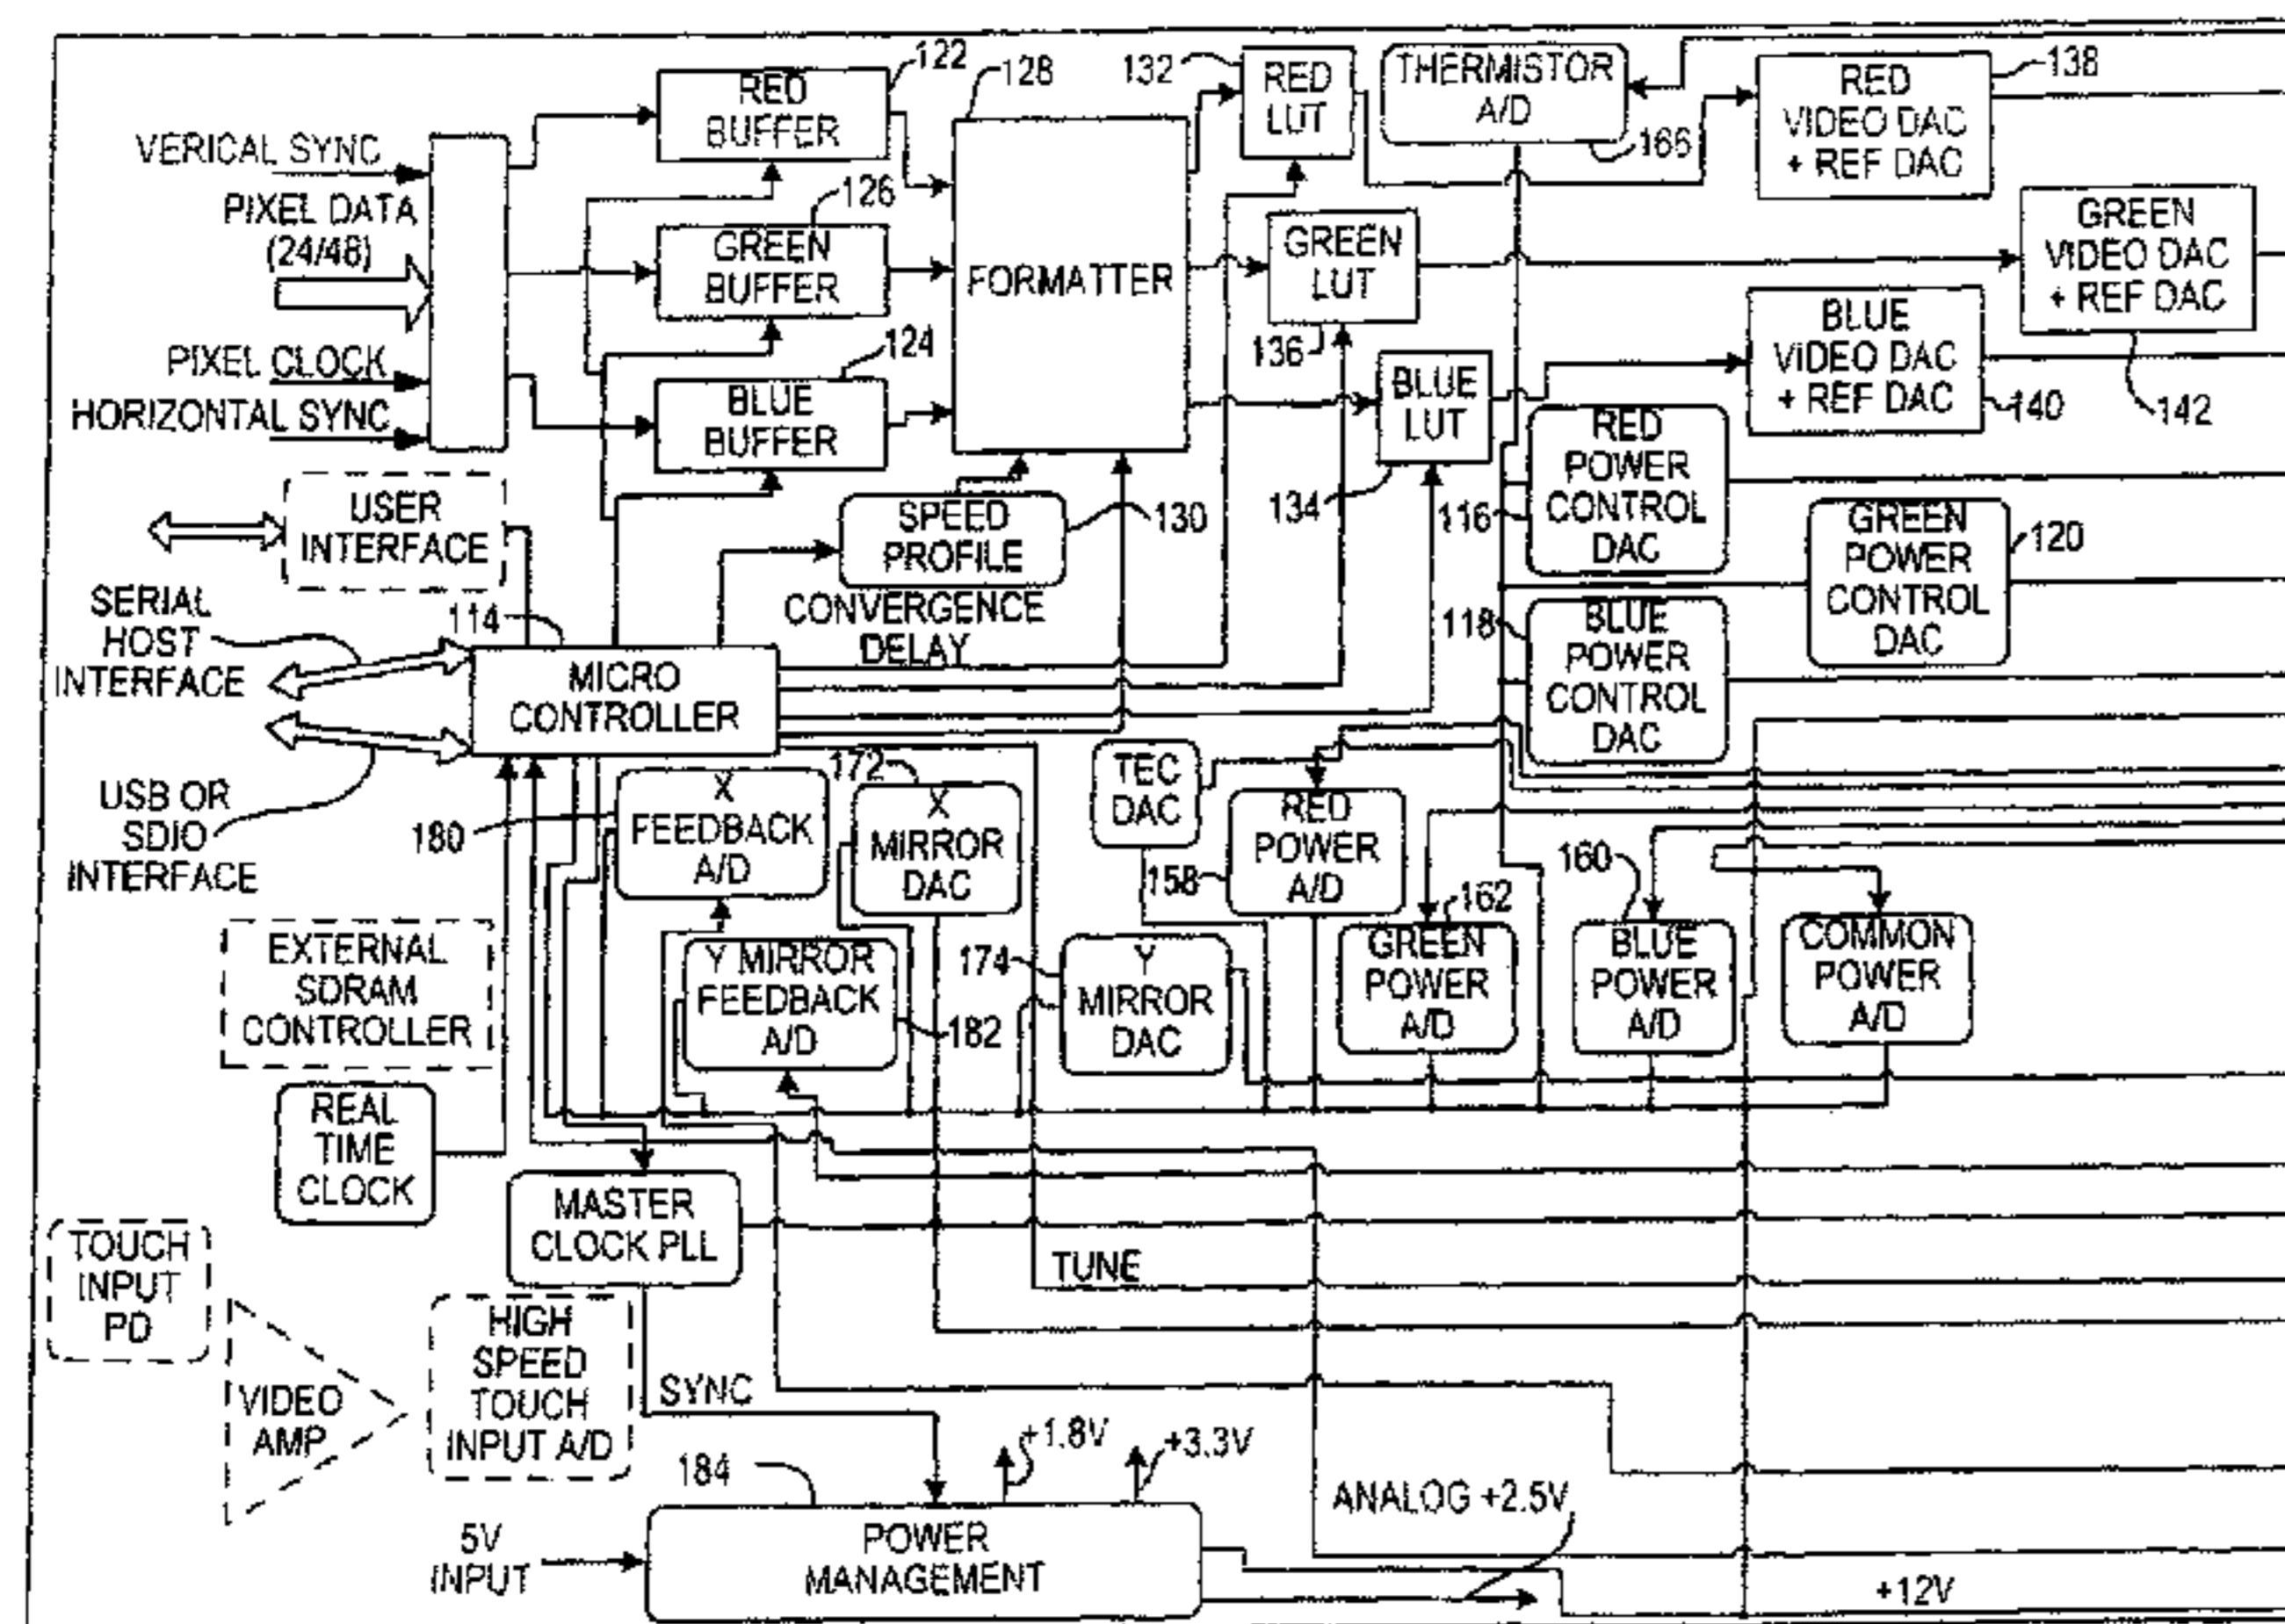 122
RED
BUFFER
128
132
RED
LUT
THERMISTOR
A/D
166
138
RED
VIDEO DAC
+ REF DAC
VERICAL SYNC
PIXEL DATA
(24/48)
PIXEL CLOCK
HORIZONTAL SYNC
126
GREEN
BUFFER
FORMATTER
GREEN
LUT
136
GREEN
VIDEO DAC
+ REF DAC
142
124
BLUE
BUFFER
BLUE
LUT
134
BLUE
VIDEO DAC
+ REF DAC
140
USER
INTERFACE
SPEED
PROFILE
130
CONVERGENCE
DELAY
116
RED
POWER
CONTROL
DAC
GREEN
POWER
CONTROL
DAC
120
SERIAL
HOST
INTERFACE
114
MICRO
CONTROLLER
118
BLUE
POWER
CONTROL
DAC
USB OR
SDIO
INTERFACE
180
X
FEEDBACK
A/D
172
X
MIRROR
DAC
TEC
DAC
158
RED
POWER
A/D
162
GREEN
POWER
A/D
160
BLUE
POWER
A/D
COMMON
POWER
A/D
EXTERNAL
SDRAM
CONTROLLER
Y MIRROR
FEEDBACK
A/D
182
174
Y
MIRROR
DAC
REAL
TIME
CLOCK
MASTER
CLOCK PLL
TUNE
TOUCH
INPUT
PD
VIDEO
AMP
HIGH
SPEED
TOUCH
INPUT A/D
SYNC
184
+1.8V
+3.3V
ANALOG +2.5V
5V
INPUT
POWER
MANAGEMENT
+12V